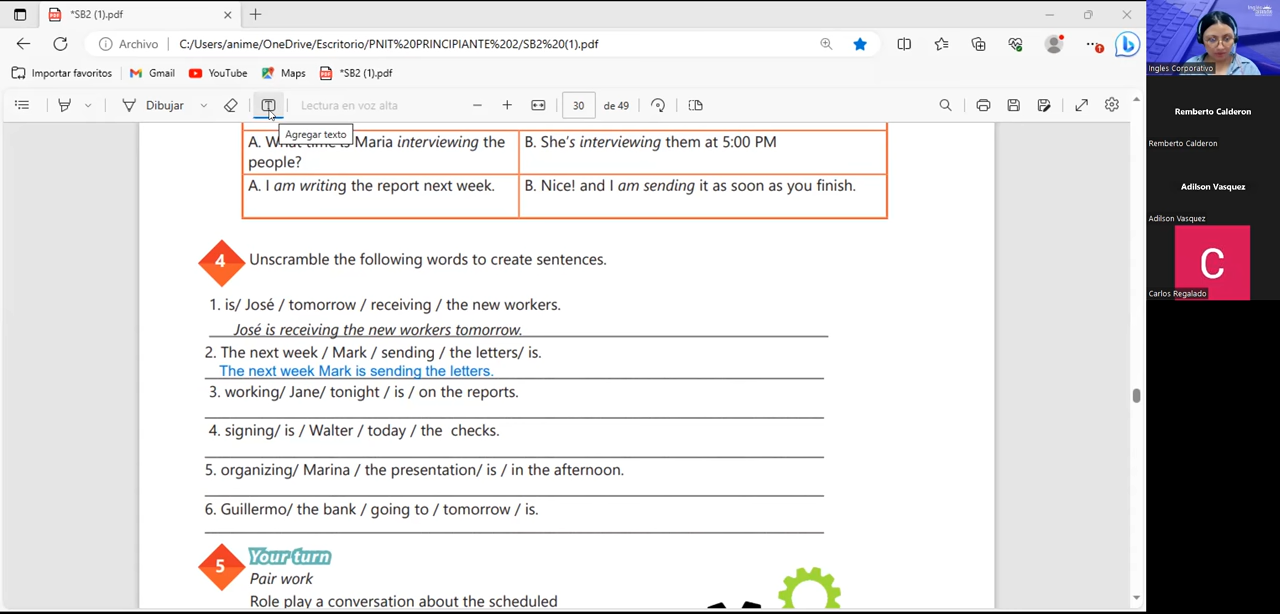 *SB2 (1).pdf
Archivo C:/Users/anime/OneDrive/Escritorio/PNIT%20PRINCIPIANTE%202/SB2%20(1).pdf
Importar favoritos Gmail YouTube Maps *SB2 (1).pdf
Dibujar Lectura en voz alta 30 de 49
Agregar texto
A. What time is Maria interviewing the people?
B. She's interviewing them at 5:00 PM
A. I am writing the report next week.
B. Nice! and I am sending it as soon as you finish.
4 Unscramble the following words to create sentences.
1. is/ José / tomorrow / receiving / the new workers.
José is receiving the new workers tomorrow.
2. The next week / Mark / sending / the letters/ is.
The next week Mark is sending the letters.
3. working/ Jane/ tonight / is / on the reports.
4. signing/ is / Walter / today / the checks.
5. organizing/ Marina / the presentation/ is / in the afternoon.
6. Guillermo/ the bank / going to / tomorrow / is.
5 Your turn
Pair work
Role play a conversation about the scheduled
Ingles Corporativo
Remberto Calderon
Remberto Calderon
Adilson Vasquez
Adilson Vasquez
C
Carlos Regalado